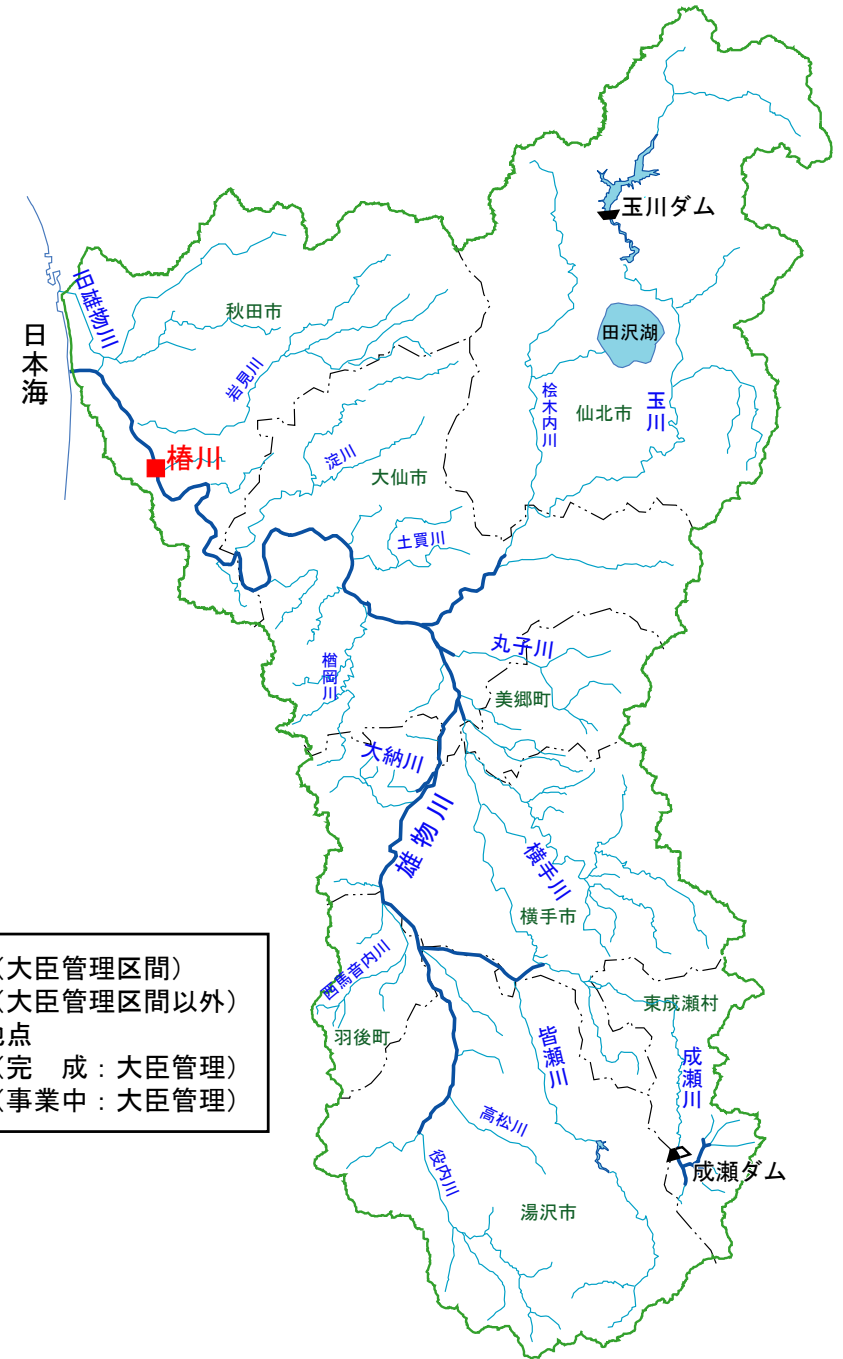 玉川ダム
旧雄物川
秋田市
日本海
田沢湖
岩見川
桧木内川
仙北市
玉川
椿川
淀川
大仙市
土買川
丸子川
楢岡川
美郷町
大納川
雄物川
横手川
横手市
西馬音内川
羽後町
東成瀬村
皆瀬川
成瀬川
高松川
役内川
成瀬ダム
湯沢市
(大臣管理区間)
(大臣管理区間以外)
地点
(完 成:大臣管理)
(事業中:大臣管理)